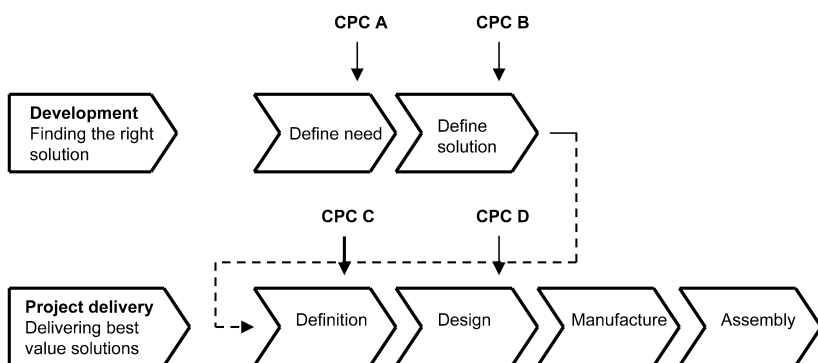 CPC A
CPC B
Development
Finding the right
solution
Define need
Define
solution
CPC C
CPC D
Project delivery
Delivering best
value solutions
Definition
Design
Manufacture
Assembly